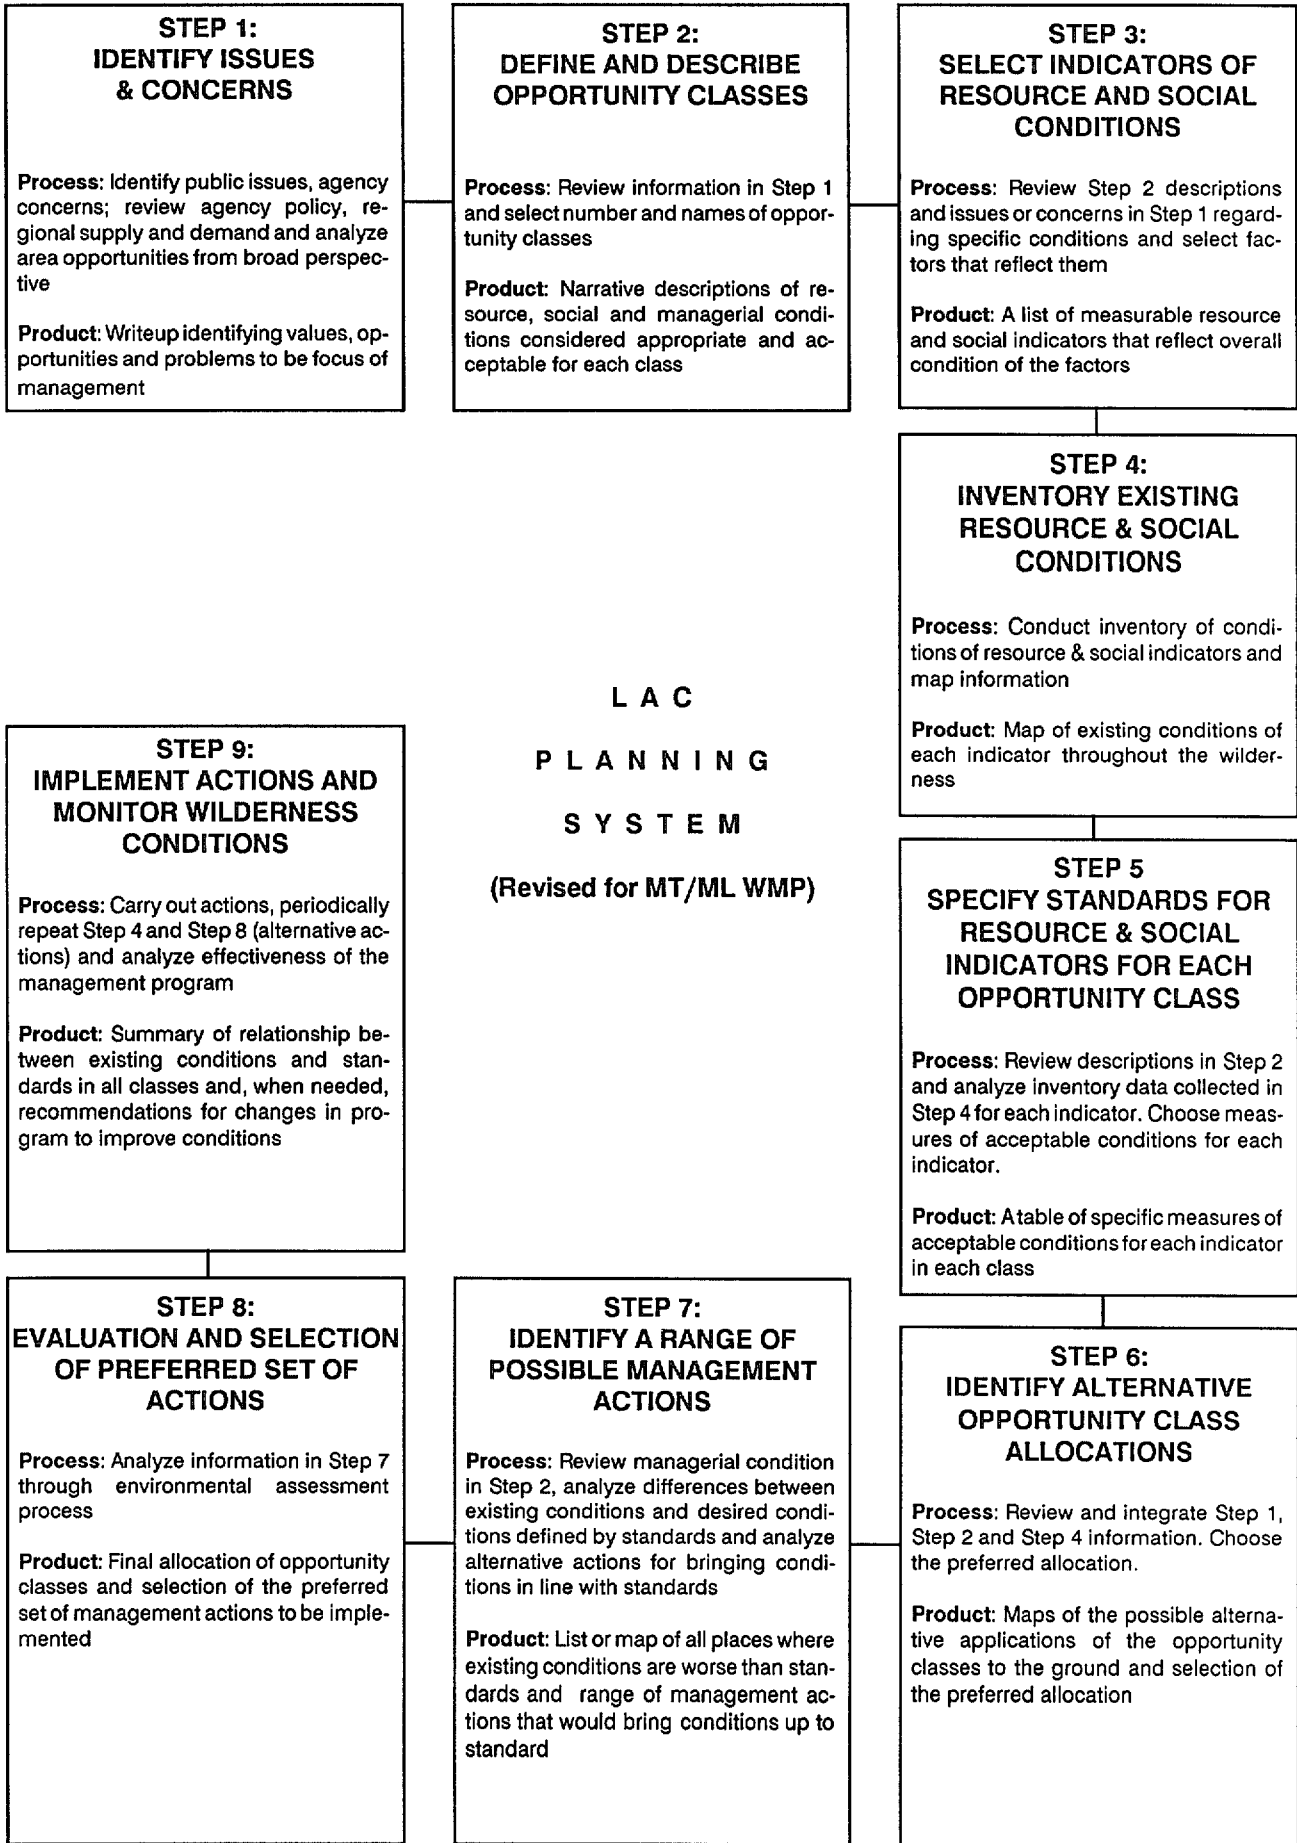 STEP 1:
IDENTIFY ISSUES
& CONCERNS
Process: Identify public issues, agency
concerns; review agency policy, re-
gional supply and demand and analyze
area opportunities from broad perspec-
tive
Product: Writeup identifying values, op-
portunities and problems to be focus of
management
STEP 2:
DEFINE AND DESCRIBE
OPPORTUNITY CLASSES
Process: Review information in Step 1
and select number and names of oppor-
tunity classes
Product: Narrative descriptions of re-
source, social and managerial condi-
tions considered appropriate and ac-
ceptable for each class
STEP 3:
SELECT INDICATORS OF
RESOURCE AND SOCIAL
CONDITIONS
Process: Review Step 2 descriptions
and issues or concerns in Step 1 regard-
ing specific conditions and select fac-
tors that reflect them
Product: A list of measurable resource
and social indicators that reflect overall
condition of the factors
STEP 4:
INVENTORY EXISTING
RESOURCE & SOCIAL
CONDITIONS
Process: Conduct inventory of condi-
tions of resource & social indicators and
map information
Product: Map of existing conditions of
each indicator throughout the wilder-
ness
L A C
P L A N N I N G
S Y S T E M
(Revised for MT/ML WMP)
STEP 5
SPECIFY STANDARDS FOR
RESOURCE & SOCIAL
INDICATORS FOR EACH
OPPORTUNITY CLASS
Process: Review descriptions in Step 2
and analyze inventory data collected in
Step 4 for each indicator. Choose meas-
ures of acceptable conditions for each
indicator.
Product: A table of specific measures of
acceptable conditions for each indicator
in each class
STEP 6:
IDENTIFY ALTERNATIVE
OPPORTUNITY CLASS
ALLOCATIONS
Process: Review and integrate Step 1,
Step 2 and Step 4 information. Choose
the preferred allocation.
Product: Maps of the possible alterna-
tive applications of the opportunity
classes to the ground and selection of
the preferred allocation
STEP 7:
IDENTIFY A RANGE OF
POSSIBLE MANAGEMENT
ACTIONS
Process: Review managerial condition
in Step 2, analyze differences between
existing conditions and desired condi-
tions defined by standards and analyze
alternative actions for bringing condi-
tions in line with standards
Product: List or map of all places where
existing conditions are worse than stan-
dards and range of management ac-
tions that would bring conditions up to
standard
STEP 8:
EVALUATION AND SELECTION
OF PREFERRED SET OF
ACTIONS
Process: Analyze information in Step 7
through environmental assessment
process
Product: Final allocation of opportunity
classes and selection of the preferred
set of management actions to be imple-
mented
STEP 9:
IMPLEMENT ACTIONS AND
MONITOR WILDERNESS
CONDITIONS
Process: Carry out actions, periodically
repeat Step 4 and Step 8 (alternative ac-
tions) and analyze effectiveness of the
management program
Product: Summary of relationship be-
tween existing conditions and stan-
dards in all classes and, when needed,
recommendations for changes in pro-
gram to improve conditions